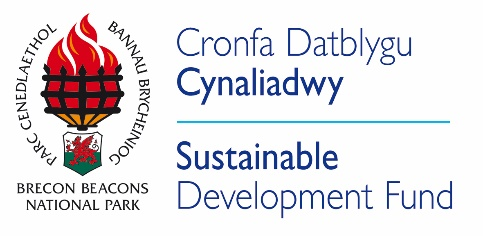 PARC CENEDLAETHOL
BANNAU BRYCHEINIOG
BRECON BEACONS
NATIONAL PARK
Cronfa Datblygu
Cynaliadwy
Sustainable
Development Fund